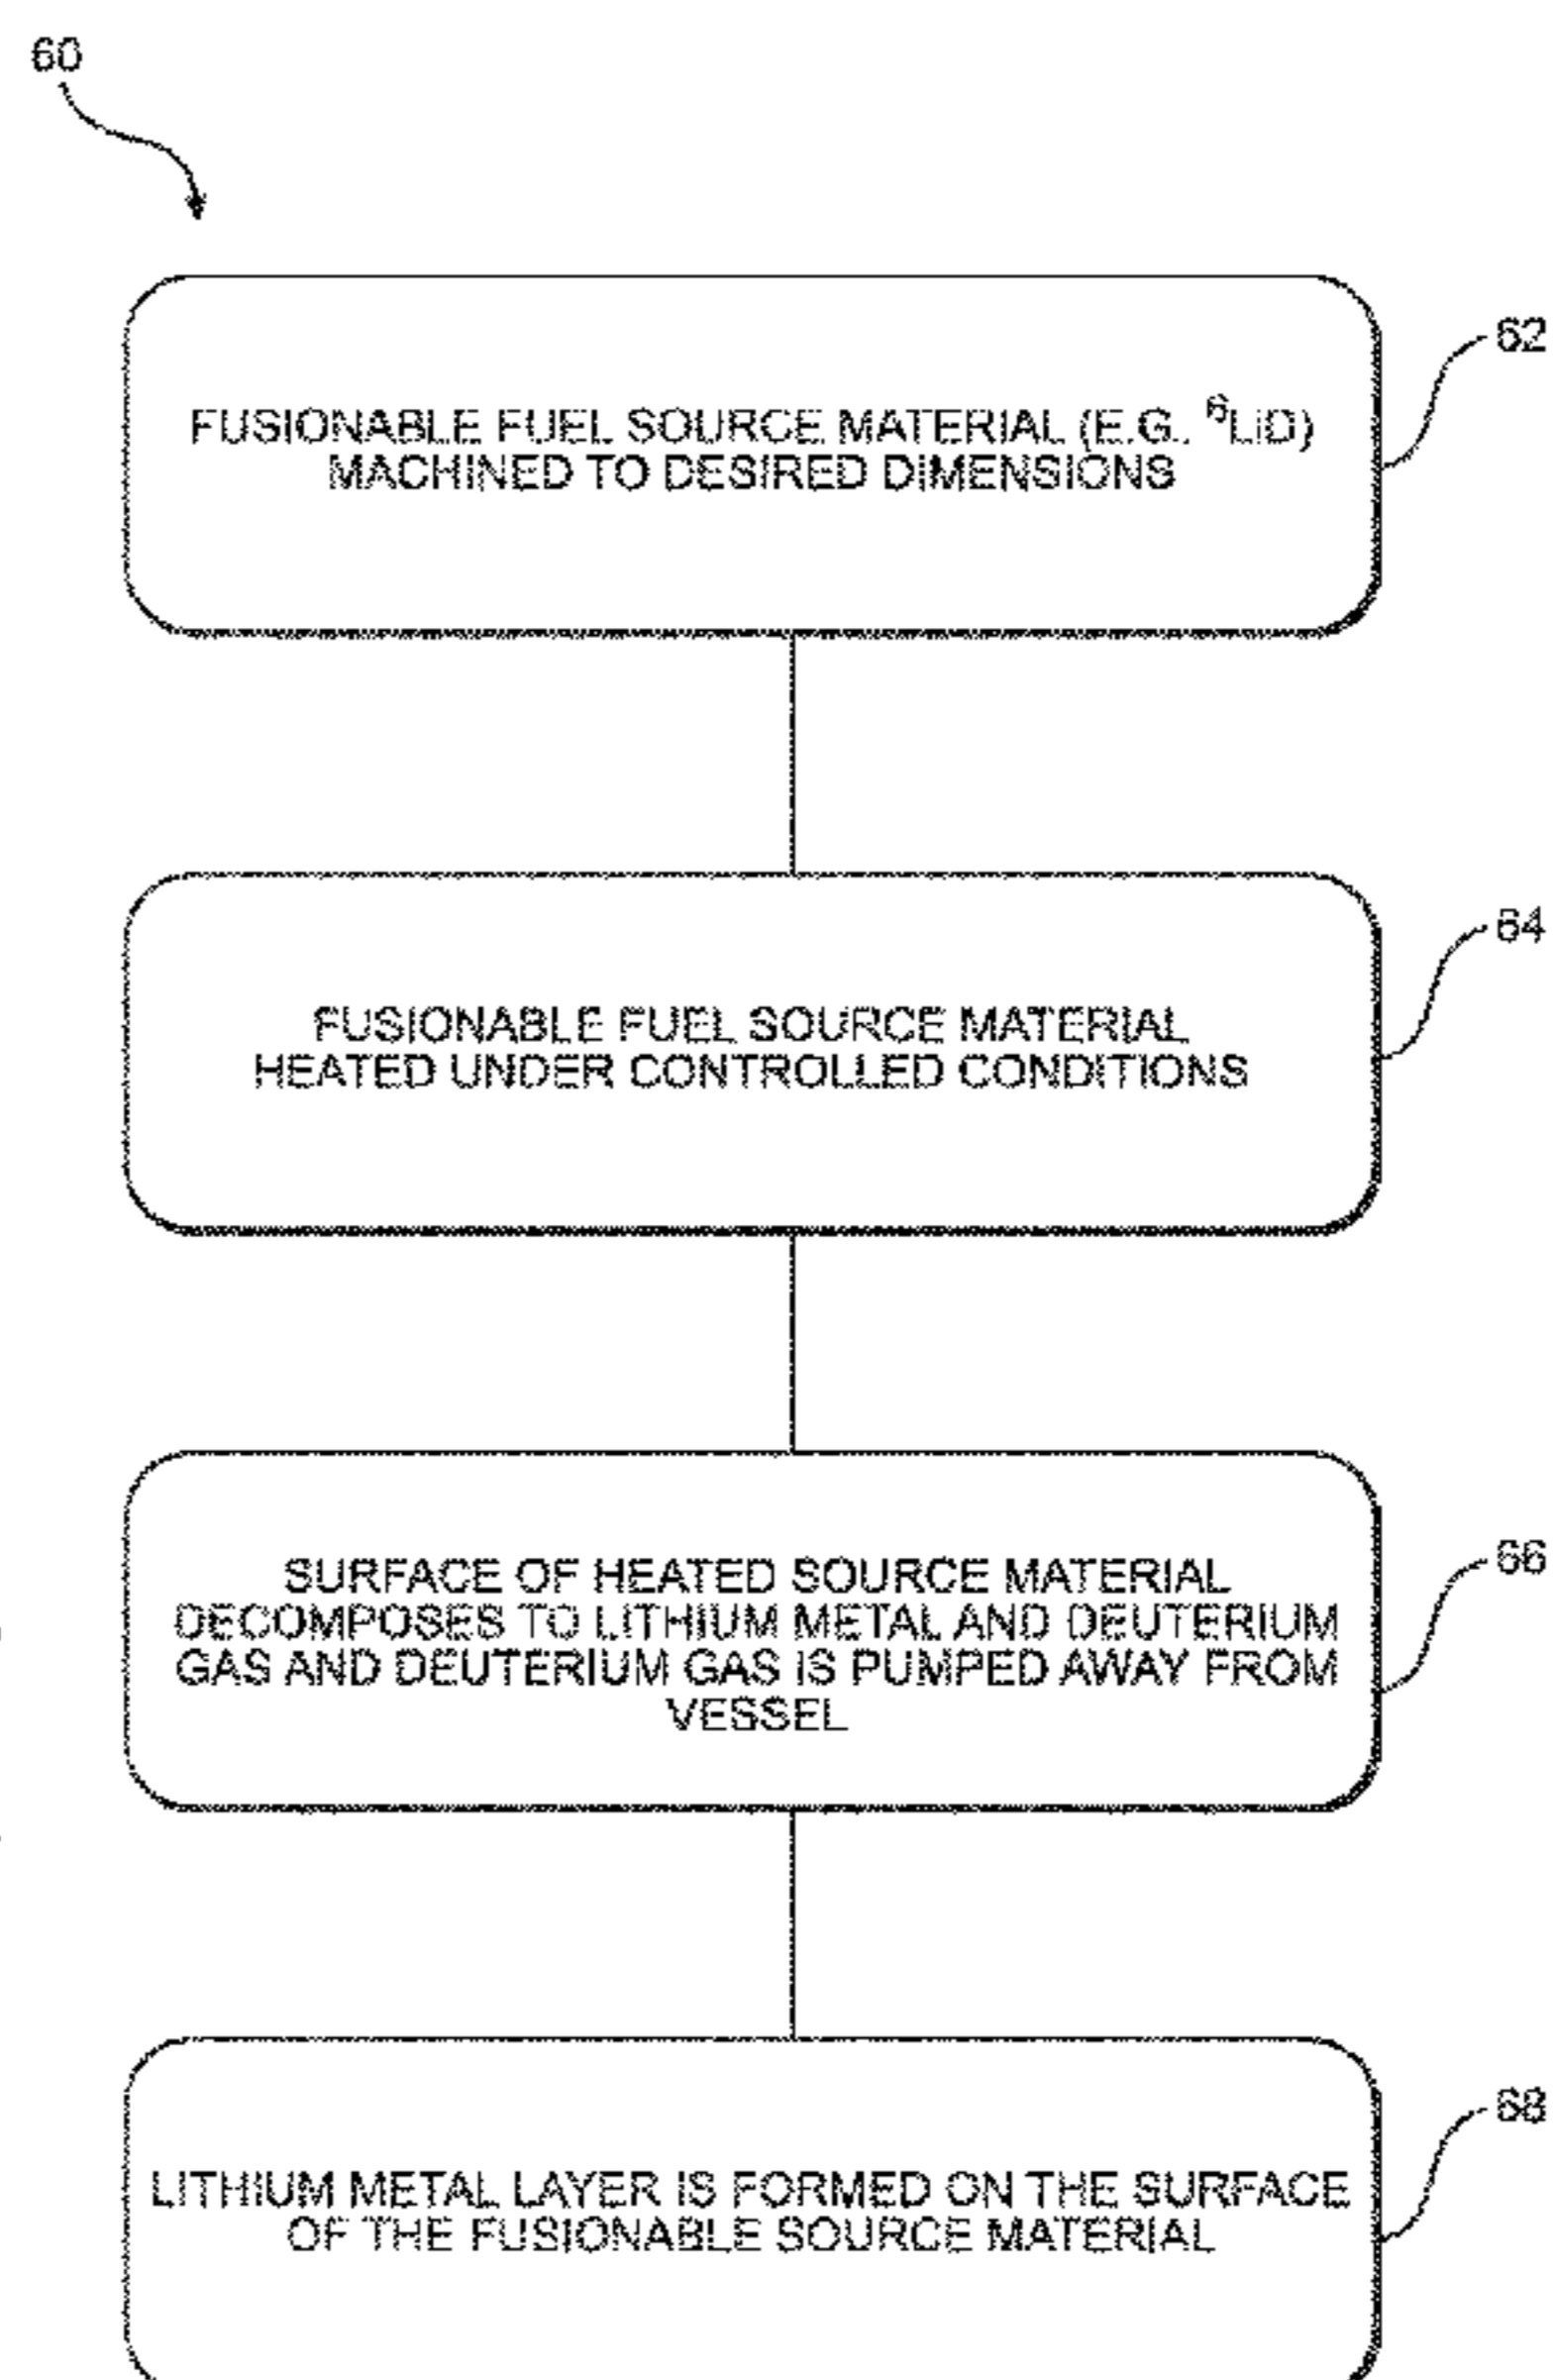 60
62
FUSIONABLE FUEL SOURCE MATERIAL (E.G., ⁶LiD)
MACHINED TO DESIRED DIMENSIONS
64
FUSIONABLE FUEL SOURCE MATERIAL
HEATED UNDER CONTROLLED CONDITIONS
66
SURFACE OF HEATED SOURCE MATERIAL
DECOMPOSES TO LITHIUM METAL AND DEUTERIUM
GAS AND DEUTERIUM GAS IS PUMPED AWAY FROM
VESSEL
68
LITHIUM METAL LAYER IS FORMED ON THE SURFACE
OF THE FUSIONABLE SOURCE MATERIAL